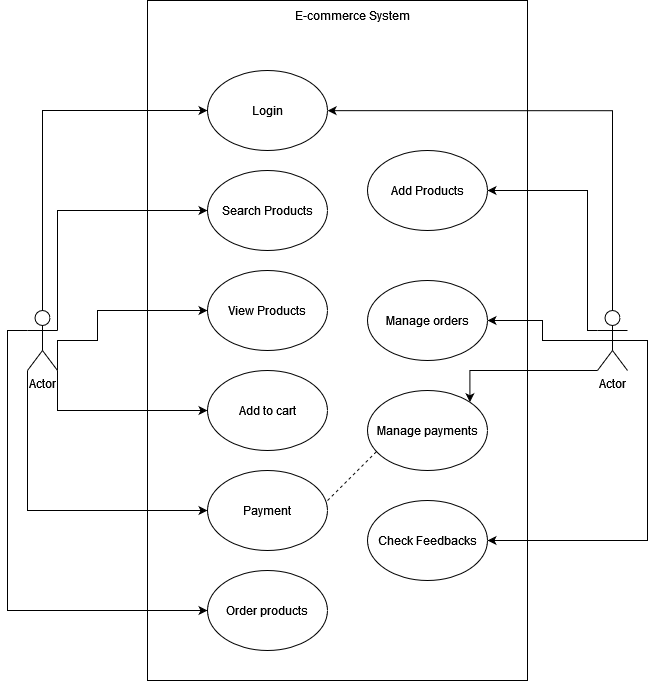 E-commerce System
Login
Add Products
Search Products
View Products
Manage orders
Actor
Actor
Add to cart
Manage payments
Payment
Check Feedbacks
Order products